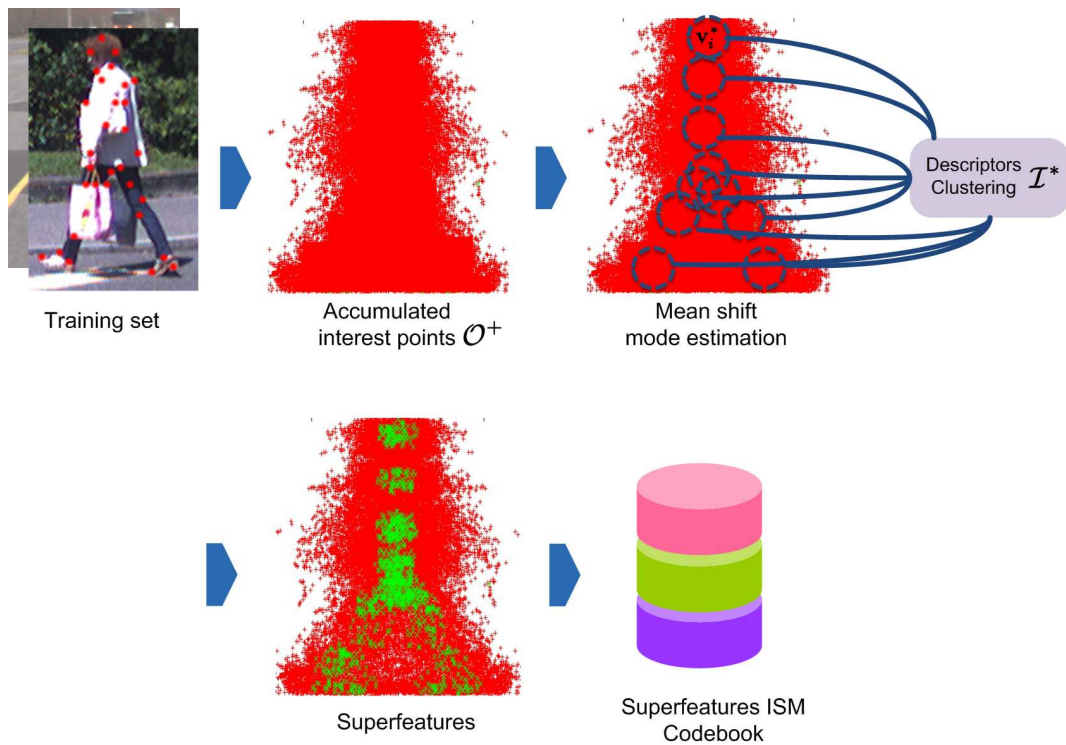 v*i
Descriptors
Clustering I*
Training set
Accumulated
interest points O+
Mean shift
mode estimation
Superfeatures
Superfeatures ISM
Codebook